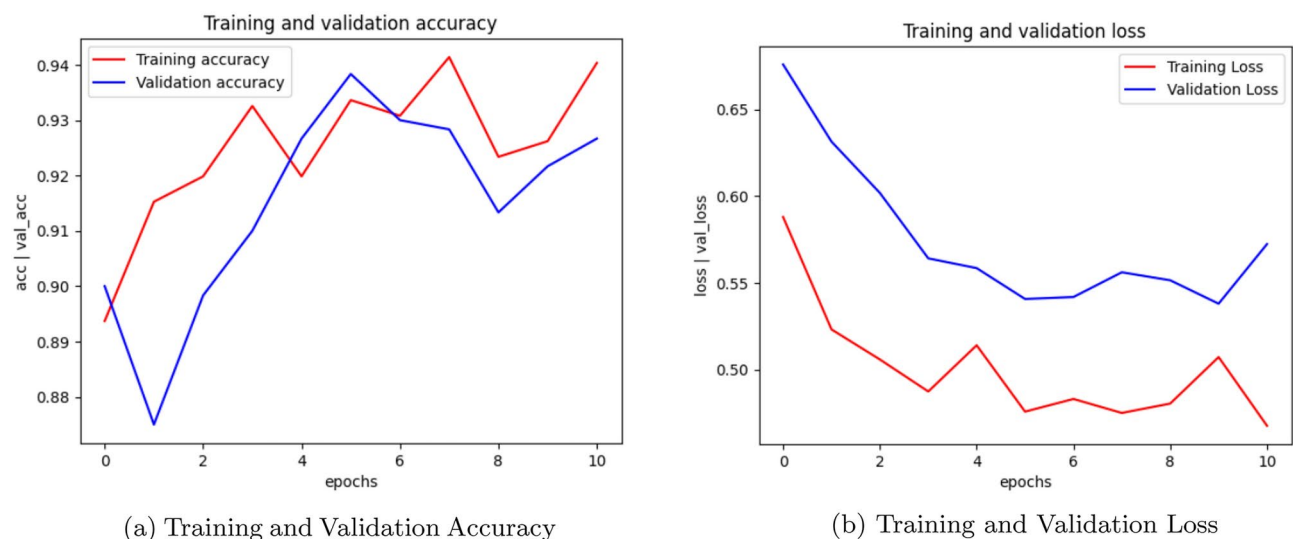 Training and validation accuracy
Training accuracy
Validation accuracy
0.94
0.93
0.92
0.91
0.90
0.89
0.88
acc | val_acc
0 2 4 6 8 10
epochs
(a) Training and Validation Accuracy
Training and validation loss
Training Loss
Validation Loss
0.65
0.60
0.55
0.50
loss | val_loss
0 2 4 6 8 10
epochs
(b) Training and Validation Loss